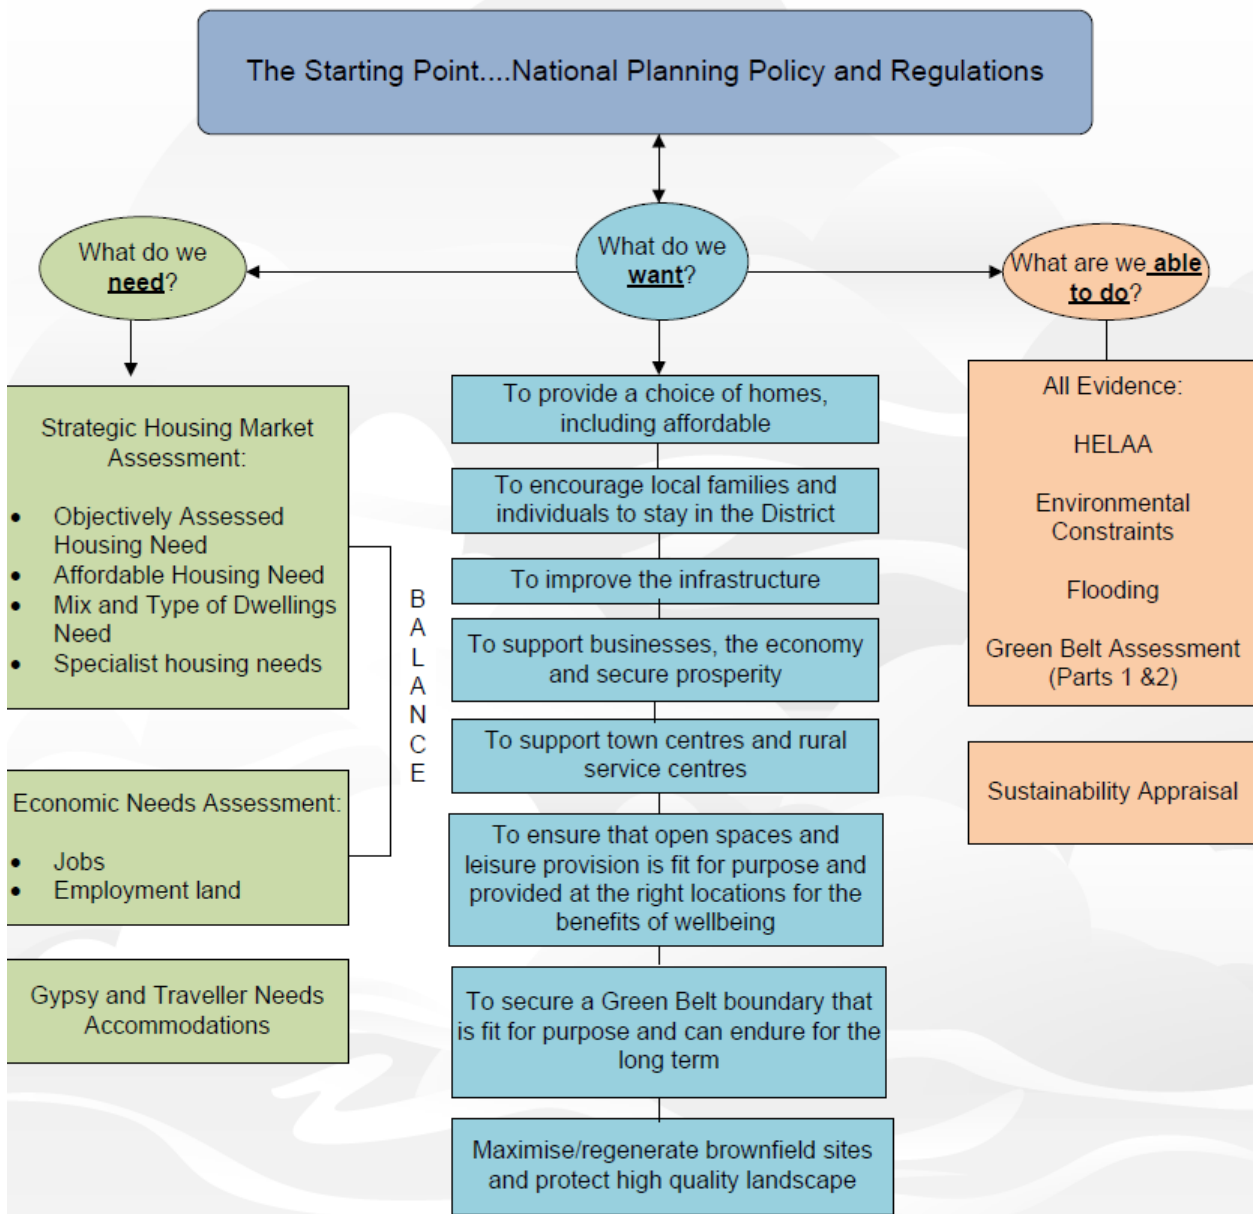 The Starting Point....National Planning Policy and Regulations
What do we
need?
What do we
want?
What are we able
to do?
Strategic Housing Market
Assessment:
• Objectively Assessed
Housing Need
• Affordable Housing Need
• Mix and Type of Dwellings
Need
• Specialist housing needs
Economic Needs Assessment:
• Jobs
• Employment land
Gypsy and Traveller Needs
Accommodations
B
A
L
A
N
C
E
To provide a choice of homes,
including affordable
To encourage local families and
individuals to stay in the District
To improve the infrastructure
To support businesses, the economy
and secure prosperity
To support town centres and rural
service centres
To ensure that open spaces and
leisure provision is fit for purpose and
provided at the right locations for the
benefits of wellbeing
To secure a Green Belt boundary that
is fit for purpose and can endure for the
long term
Maximise/regenerate brownfield sites
and protect high quality landscape
All Evidence:
HELAA
Environmental
Constraints
Flooding
Green Belt Assessment
(Parts 1 &2)
Sustainability Appraisal